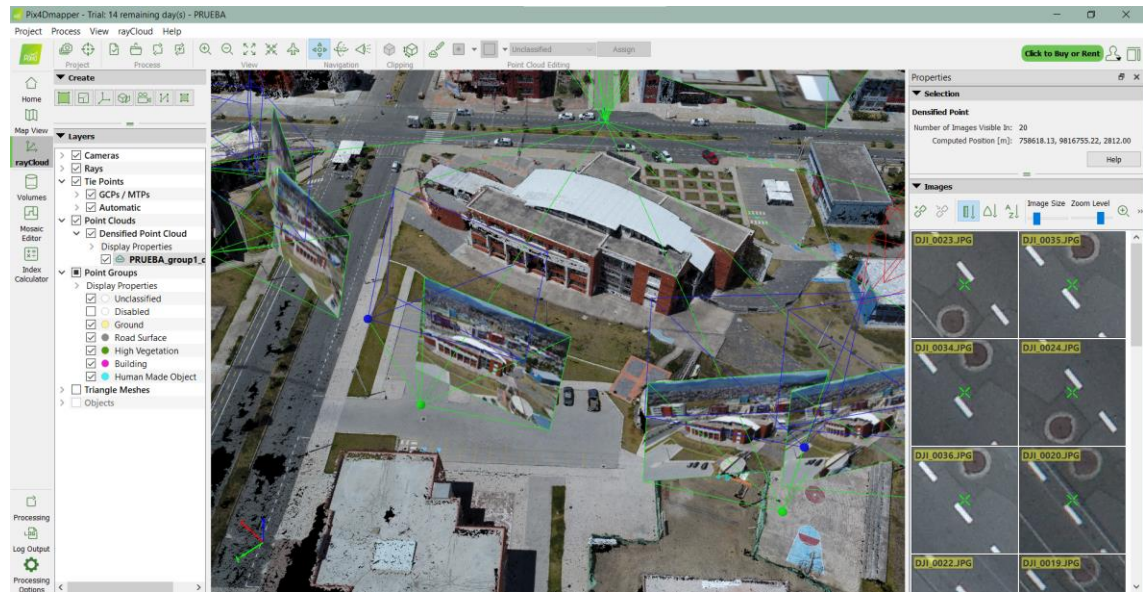 Pix4Dmapper - Trial: 14 remaining day(s) - PRUEBA
Project Process View rayCloud Help
Unclassified
Assign
Click to Buy or Rent
Project
Process
View
Navigation
Clipping
Point Cloud Editing
Home
Map View
rayCloud
Volumes
Mosaic Editor
Index Calculator
Processing
Log Output
Processing Options
Create
Layers
Cameras
Rays
Tie Points
GCPs / MTPs
Automatic
Point Clouds
Densified Point Cloud
Display Properties
PRUEBA_group1_d
Point Groups
Display Properties
Unclassified
Disabled
Ground
Road Surface
High Vegetation
Building
Human Made Object
Triangle Meshes
Objects
Properties
Selection
Densified Point
Number of Images Visible In: 20
Computed Position [m]: 758618.13, 9816755.22, 2812.00
Help
Images
Image Size Zoom Level
DJI_0023.JPG DJI_0035.JPG
DJI_0034.JPG DJI_0024.JPG
DJI_0036.JPG DJI_0020.JPG
DJI_0022.JPG DJI_0019.JPG